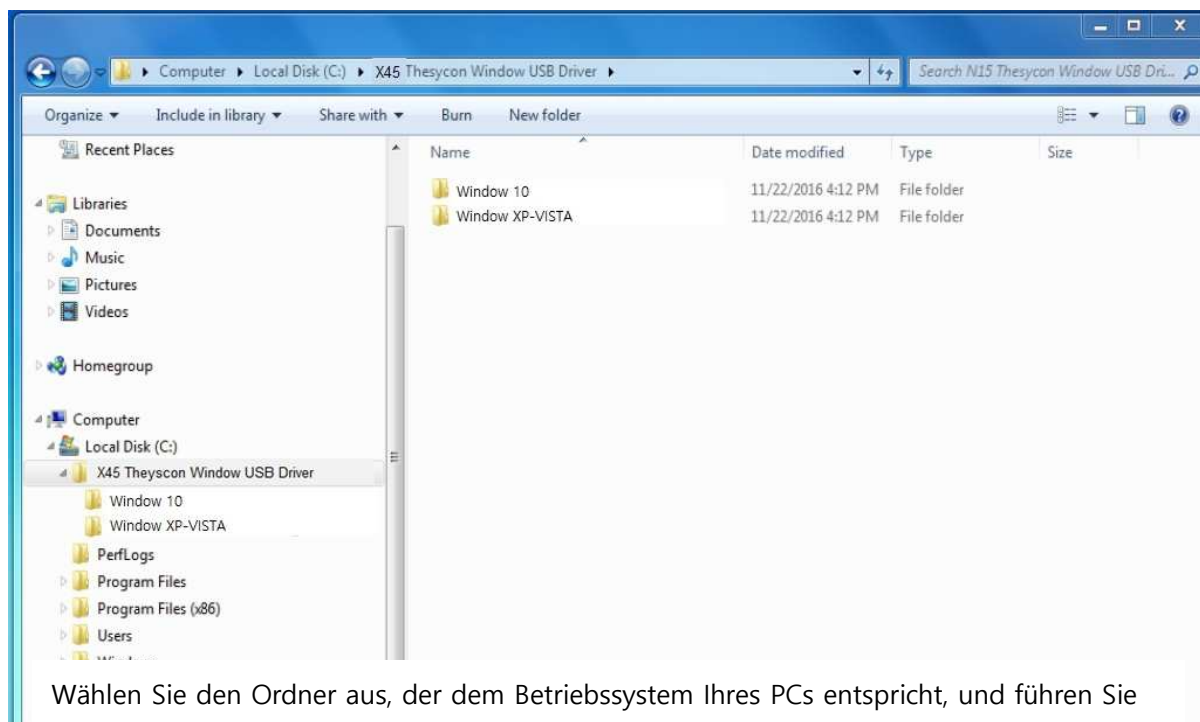 Computer ▸ Local Disk (C:) ▸ X45 Thesycon Window USB Driver ▸
Search N15 Thesycon Window USB Dri...
Organize ▾ Include in library ▾ Share with ▾ Burn New folder
Recent Places
Libraries
Documents
Music
Pictures
Videos
Homegroup
Computer
Local Disk (C:)
X45 Theyscon Window USB Driver
Window 10
Window XP-VISTA
PerfLogs
Program Files
Program Files (x86)
Users
Name Date modified Type Size
Window 10 11/22/2016 4:12 PM File folder
Window XP-VISTA 11/22/2016 4:12 PM File folder
Wählen Sie den Ordner aus, der dem Betriebssystem Ihres PCs entspricht, und führen Sie